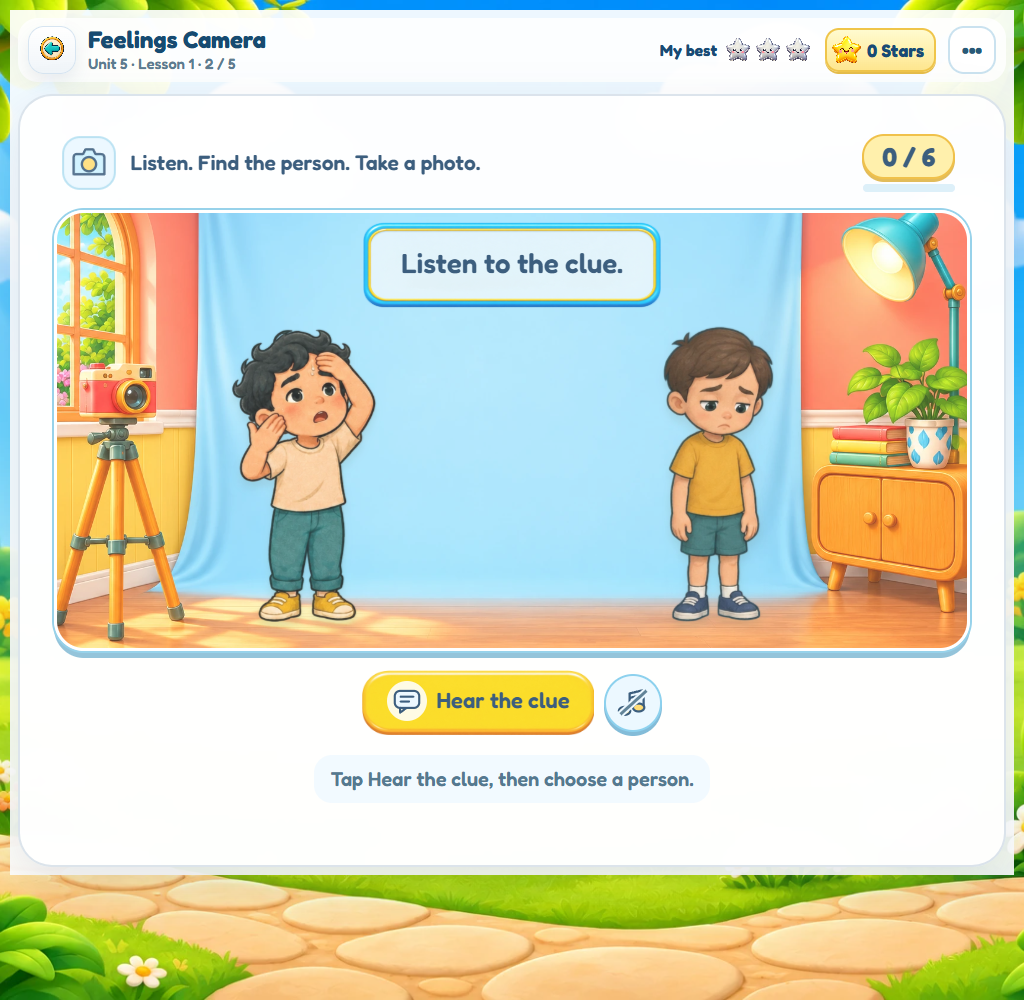 Feelings Camera
Unit 5 · Lesson 1 · 2 / 5
My best
0 Stars
Listen. Find the person. Take a photo.
0 / 6
Listen to the clue.
Hear the clue
Tap Hear the clue, then choose a person.